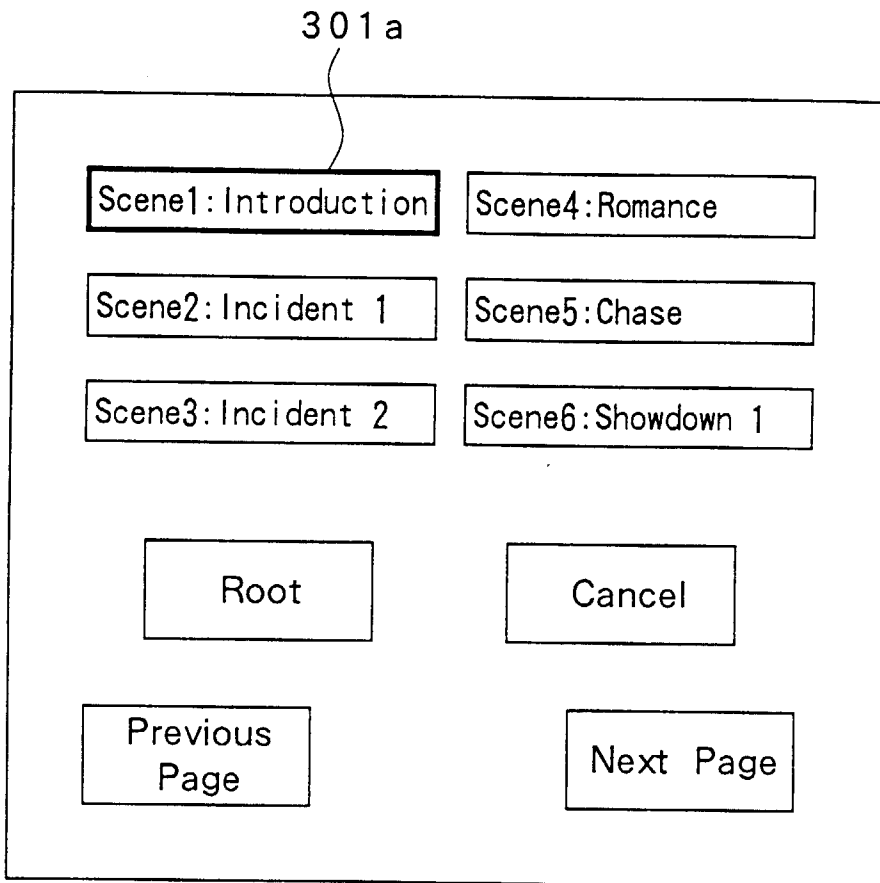 301a
Scene1:Introduction
Scene2:Incident 1
Scene3:Incident 2
Scene4:Romance
Scene5:Chase
Scene6:Showdown 1
Root
Cancel
Previous
Page
Next Page